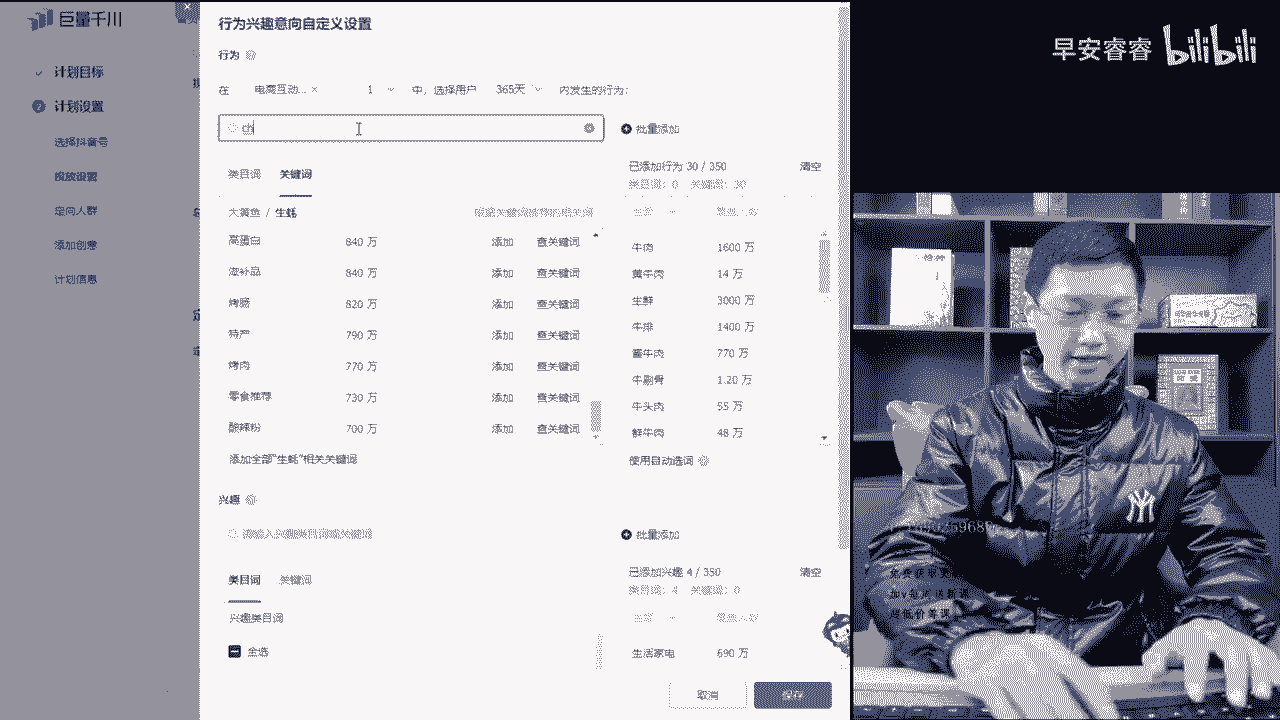 巨量千川
计划目标
2 计划设置
选择抖音号
投放设置
定向人群
添加创意
计划信息
行为兴趣意向自定义设置
行为
在 电商互动... × 1 中，选择用户 365天 内发生的行为：
ch
批量添加
类目词 关键词
已添加行为 30 / 350 清空
大黄鱼 / 生蚝
高蛋白 840 万 添加 查关键词
滋补品 840 万 添加 查关键词
烤肠 820 万 添加 查关键词
特产 790 万 添加 查关键词
烤肉 770 万 添加 查关键词
零食推荐 730 万 添加 查关键词
酸辣粉 700 万 添加 查关键词
添加全部"生蚝"相关关键词
牛肉 1600 万
黄牛肉 14 万
生鲜 3000 万
牛排 1400 万
酱牛肉 770 万
牛副骨 1.20 万
牛头肉 55 万
鲜牛肉 48 万
使用自动选词
兴趣
请输入兴趣类目词或关键词
批量添加
类目词 关键词
已添加兴趣 4 / 350 清空
兴趣类目词
全选
生活家电 690 万
取消 保存
早安睿睿 bilibili
NY